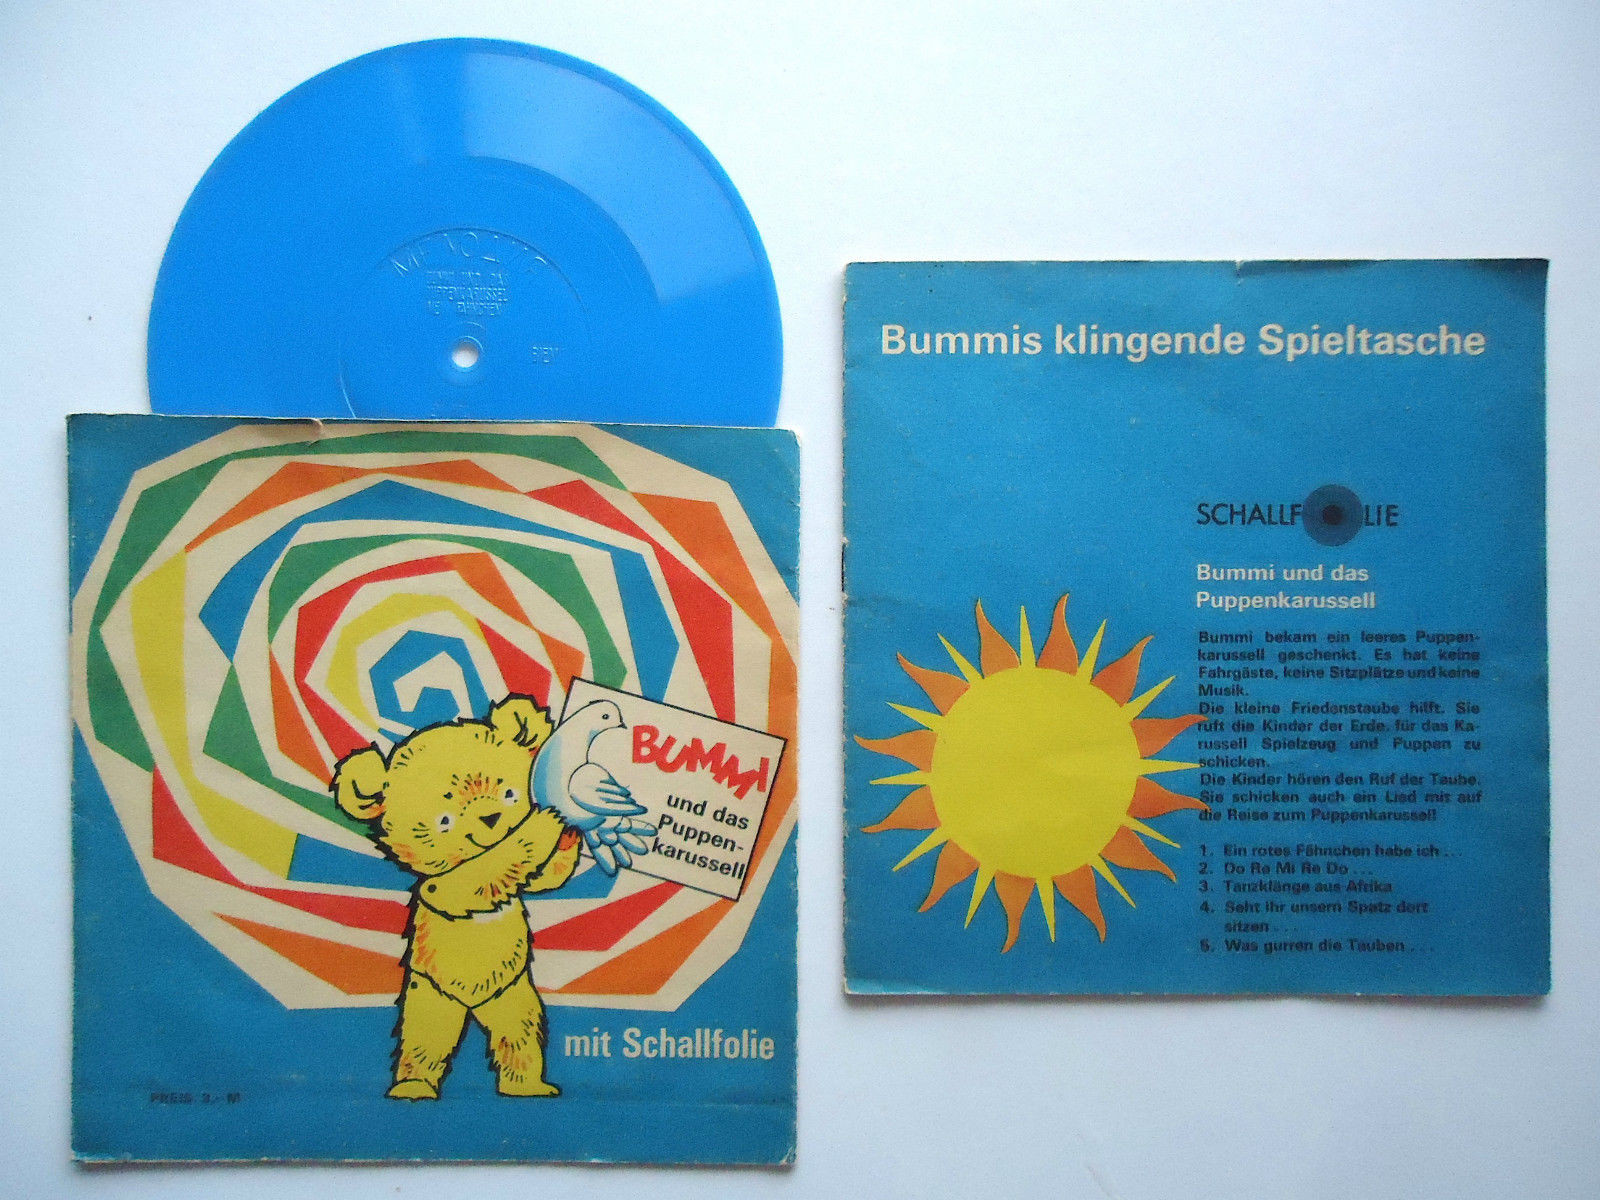 BUMMI
und das
Puppen-
karussell
mit Schallfolie
PREIS 3,- M
Bummis klingende Spieltasche
SCHALLFOLIE
Bummi und das
Puppenkarussell
Bummi bekam ein leeres Puppen-
karussell geschenkt. Es hat keine
Fahrgäste, keine Sitzplätze und keine
Musik.
Die kleine Friedenstaube hilft. Sie
ruft die Kinder der Erde, für das Ka-
russell Spielzeug und Puppen zu
schicken.
Die Kinder hören den Ruf der Taube.
Sie schicken auch ein Lied mit auf
die Reise zum Puppenkarussell
1. Ein rotes Fähnchen habe ich ...
2. Do Re Mi Re Do ...
3. Tanzklänge aus Afrika
4. Seht ihr unsern Spatz dort
sitzen ...
5. Was gurren die Tauben ...